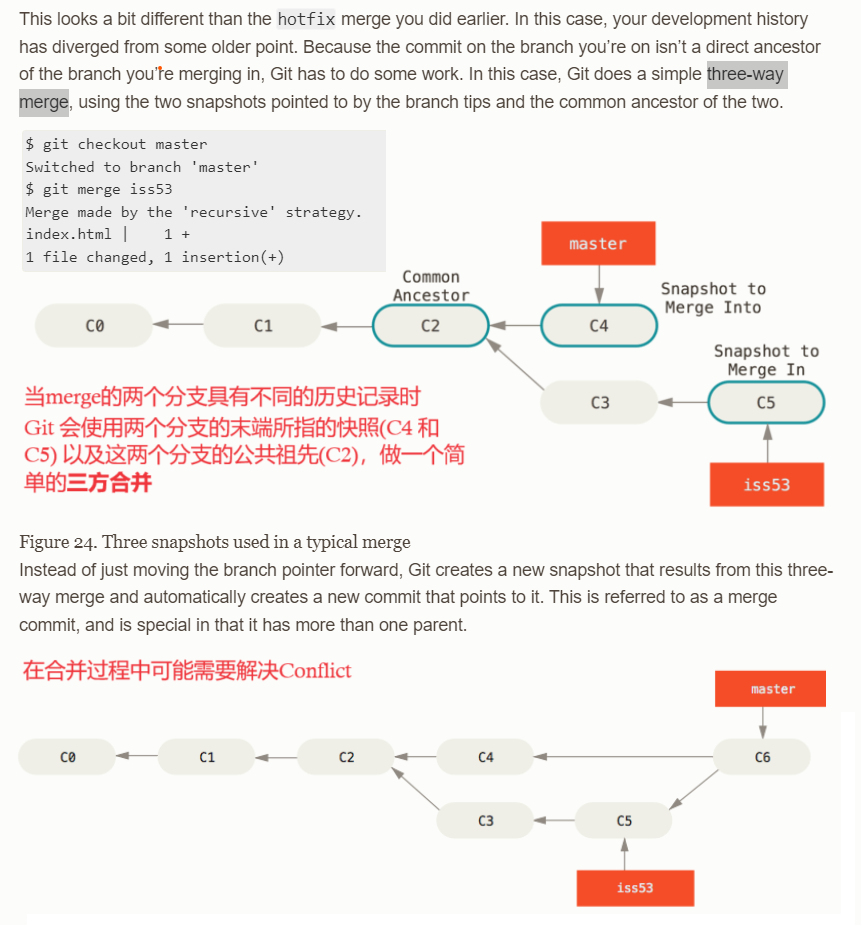 This looks a bit different than the hotfix merge you did earlier. In this case, your development history
has diverged from some older point. Because the commit on the branch you’re on isn’t a direct ancestor
of the branch you’re merging in, Git has to do some work. In this case, Git does a simple three-way
merge, using the two snapshots pointed to by the branch tips and the common ancestor of the two.
$ git checkout master
Switched to branch 'master'
$ git merge iss53
Merge made by the 'recursive' strategy.
index.html |    1 +
1 file changed, 1 insertion(+)
master
Common
Ancestor
Snapshot to
Merge Into
C0
C1
C2
C4
Snapshot to
Merge In
C3
C5
iss53
当merge的两个分支具有不同的历史记录时
Git 会使用两个分支的末端所指的快照(C4 和
C5) 以及这两个分支的公共祖先(C2)，做一个简
单的三方合并
Figure 24. Three snapshots used in a typical merge
Instead of just moving the branch pointer forward, Git creates a new snapshot that results from this three-
way merge and automatically creates a new commit that points to it. This is referred to as a merge
commit, and is special in that it has more than one parent.
在合并过程中可能需要解决Conflict
master
C0
C1
C2
C4
C6
C3
C5
iss53